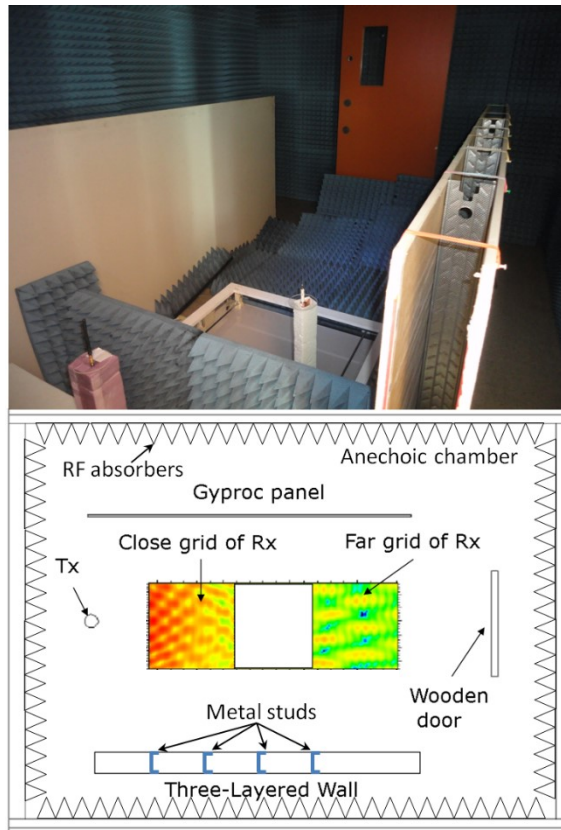 RF absorbers
Anechoic chamber
Gyproc panel
Close grid of Rx
Far grid of Rx
Tx
Wooden
door
Metal studs
Three-Layered Wall